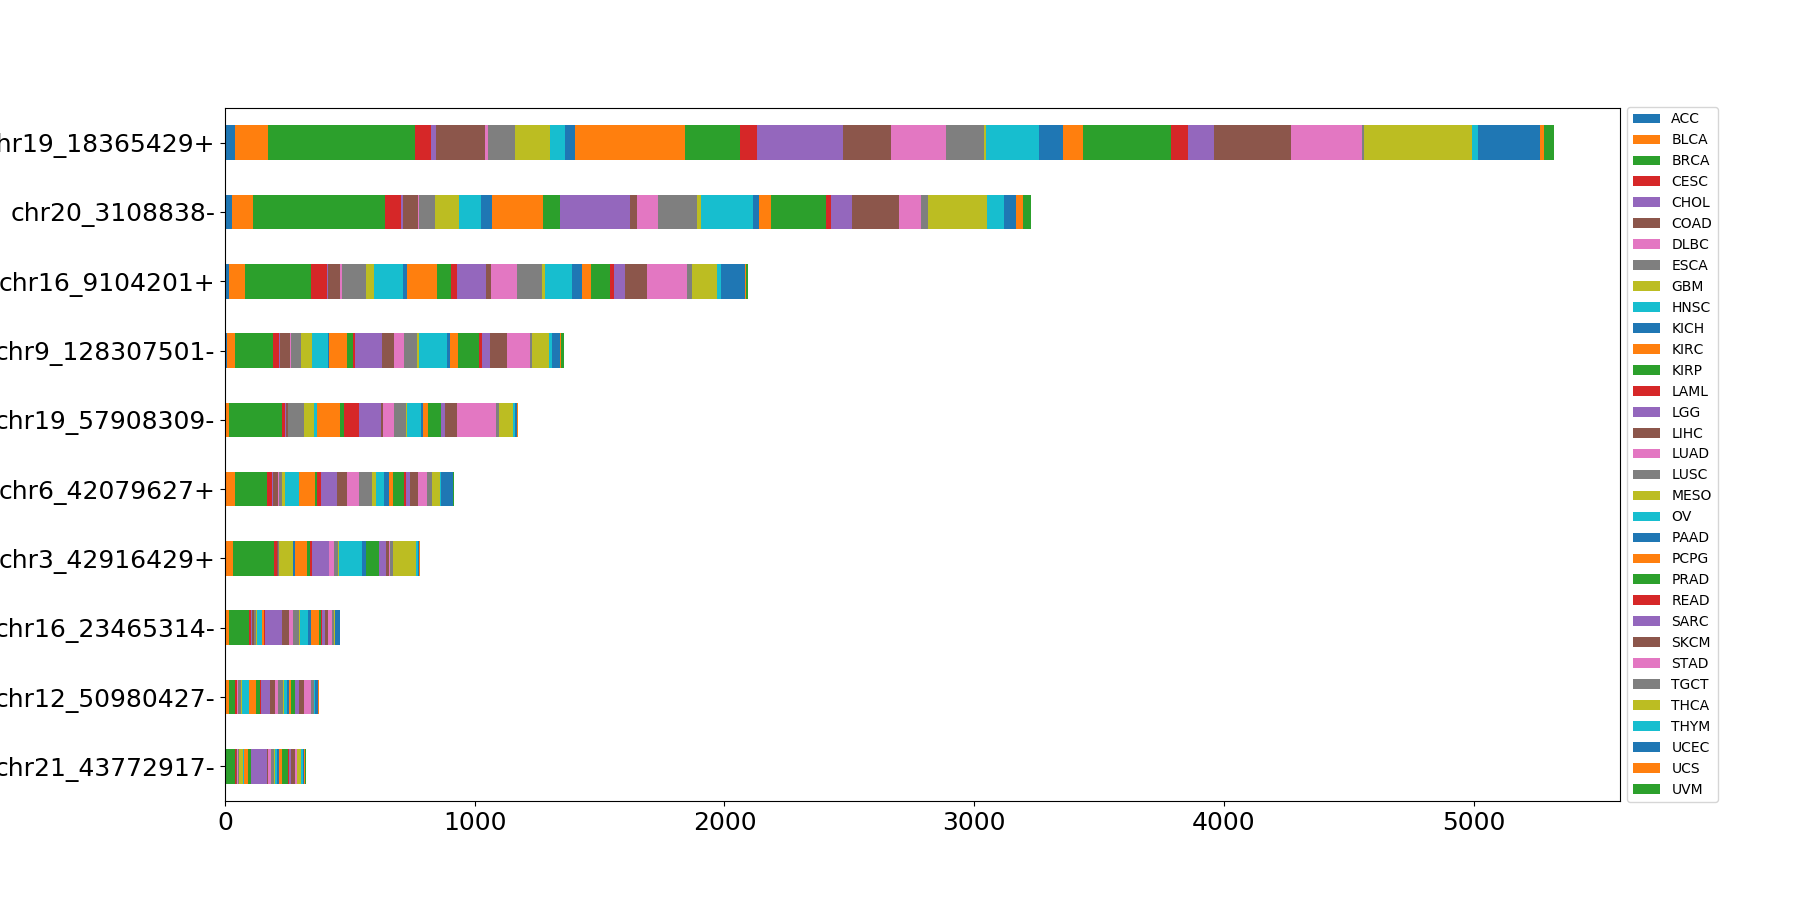 hr19_18365429+
chr20_3108838-
chr16_9104201+
chr9_128307501-
chr19_57908309-
chr6_42079627+
chr3_42916429+
chr16_23465314-
chr12_50980427-
chr21_43772917-
0 1000 2000 3000 4000 5000
ACC
BLCA
BRCA
CESC
CHOL
COAD
DLBC
ESCA
GBM
HNSC
KICH
KIRC
KIRP
LAML
LGG
LIHC
LUAD
LUSC
MESO
OV
PAAD
PCPG
PRAD
READ
SARC
SKCM
STAD
TGCT
THCA
THYM
UCEC
UCS
UVM